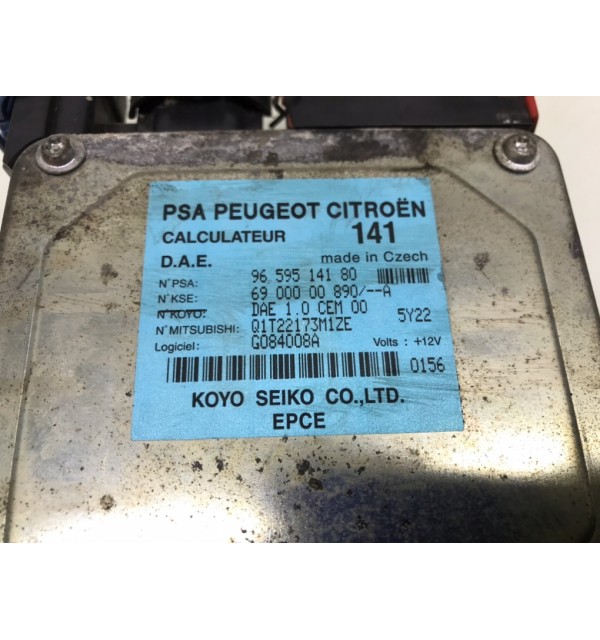 PSA PEUGEOT CITROËN
CALCULATEUR 141
D.A.E. made in Czech
N°PSA: 96 595 141 80
N°KSE: 69 000 00 890/--A
N°KOYO: DAE 1.0 CEM 00 5Y22
N°MITSUBISHI: Q1T22173M1ZE
Logiciel: G084008A Volts : +12V
0156
KOYO SEIKO CO.,LTD.
EPCE